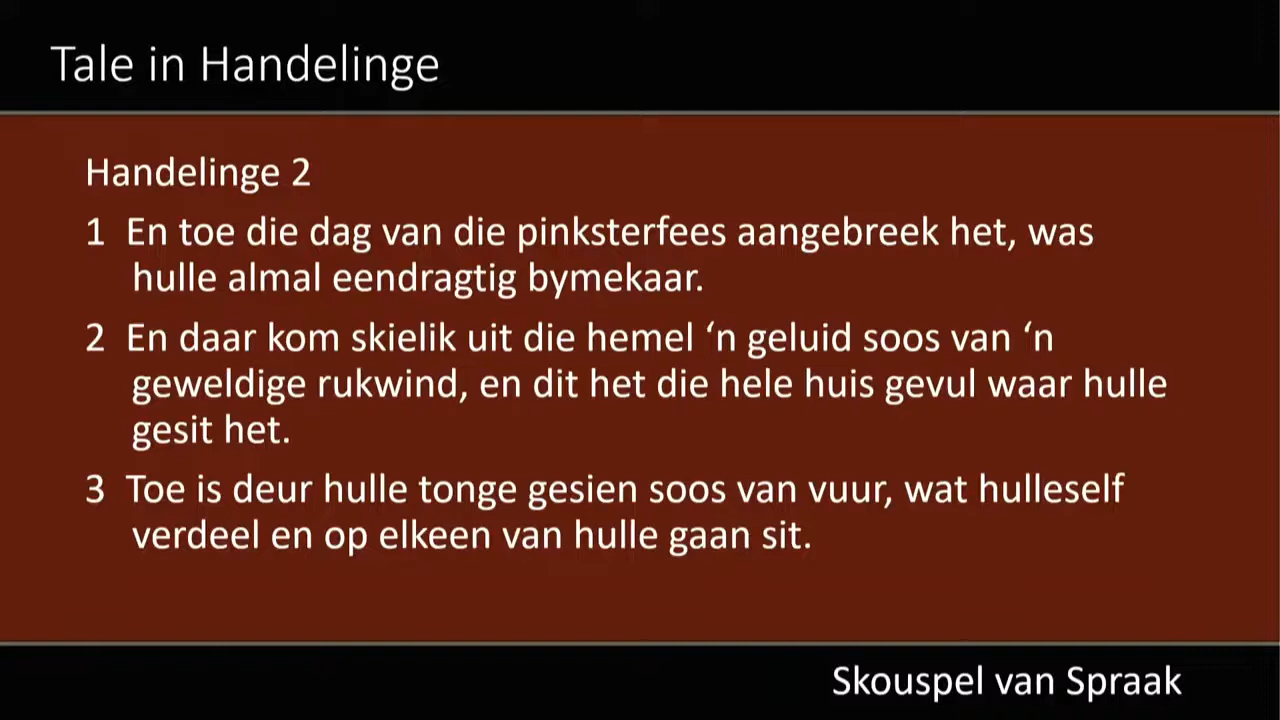 Tale in Handelinge
Handelinge 2
1 En toe die dag van die pinksterfees aangebreek het, was
hulle almal eendragtig bymekaar.
2 En daar kom skielik uit die hemel ‘n geluid soos van ‘n
geweldige rukwind, en dit het die hele huis gevul waar hulle
gesit het.
3 Toe is deur hulle tonge gesien soos van vuur, wat hulleself
verdeel en op elkeen van hulle gaan sit.
Skouspel van Spraak